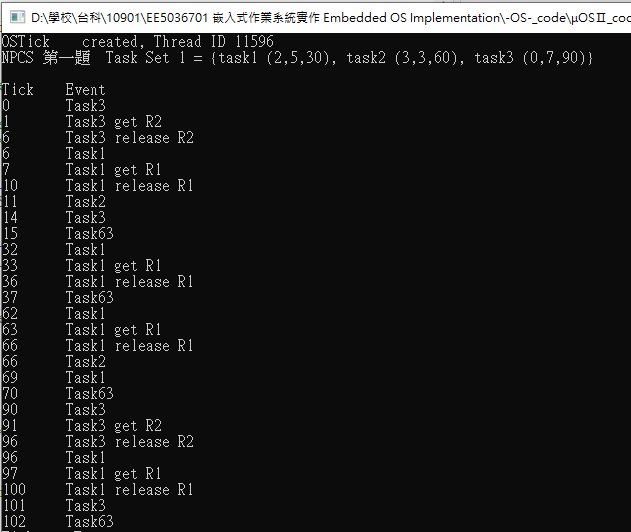 D:\學校\台科\10901\EE5036701 嵌入式作業系統實作 Embedded OS Implementation\-OS-_code\μOSⅡ_coo
OSTick    created, Thread ID 11596
NPCS 第一題  Task Set 1 = {task1 (2,5,30), task2 (3,3,60), task3 (0,7,90)}
Tick    Event
0       Task3
1       Task3 get R2
6       Task3 release R2
6       Task1
7       Task1 get R1
10      Task1 release R1
11      Task2
14      Task3
15      Task63
32      Task1
33      Task1 get R1
36      Task1 release R1
37      Task63
62      Task1
63      Task1 get R1
66      Task1 release R1
66      Task2
69      Task1
70      Task63
90      Task3
91      Task3 get R2
96      Task3 release R2
96      Task1
97      Task1 get R1
100     Task1 release R1
101     Task3
102     Task63